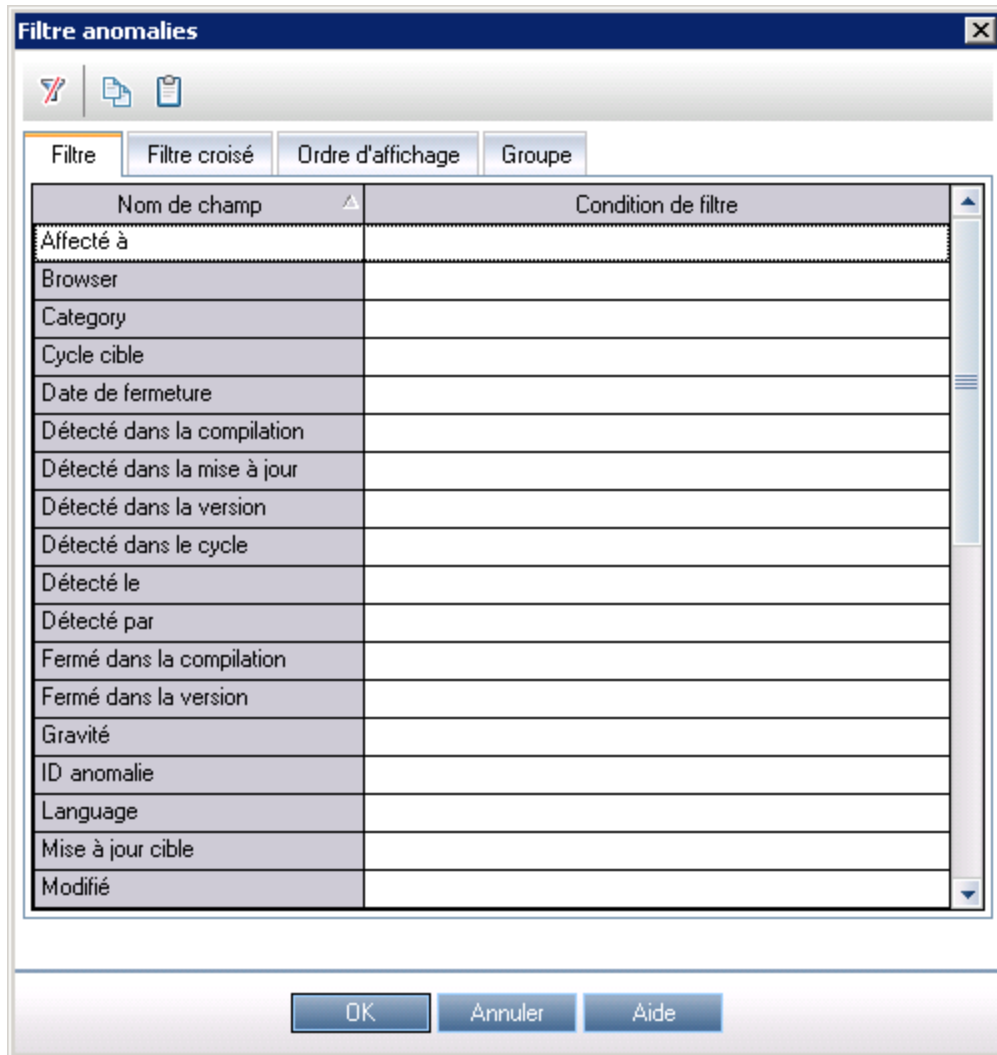 Filtre anomalies
Filtre Filtre croisé Ordre d'affichage Groupe
Nom de champ Condition de filtre
Affecté à
Browser
Category
Cycle cible
Date de fermeture
Détecté dans la compilation
Détecté dans la mise à jour
Détecté dans la version
Détecté dans le cycle
Détecté le
Détecté par
Fermé dans la compilation
Fermé dans la version
Gravité
ID anomalie
Language
Mise à jour cible
Modifié
OK Annuler Aide